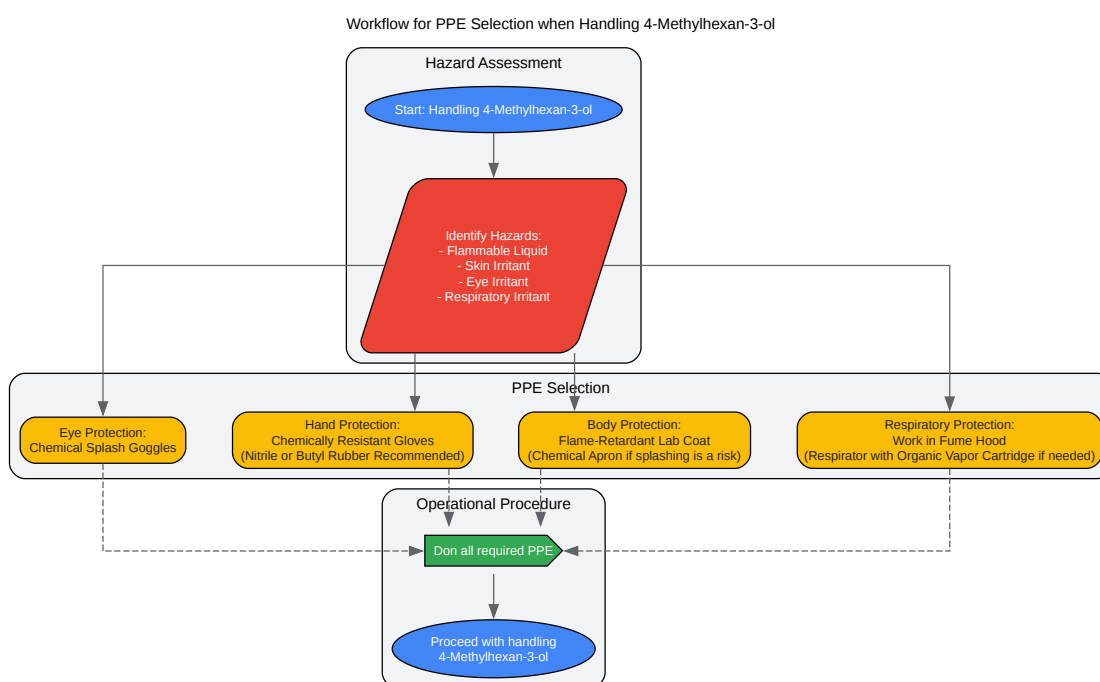 Workflow for PPE Selection when Handling 4-Methylhexan-3-ol
Hazard Assessment
Start: Handling 4-Methylhexan-3-ol
Identify Hazards:
- Flammable Liquid
- Skin Irritant
- Eye Irritant
- Respiratory Irritant
PPE Selection
Eye Protection:
Chemical Splash Goggles
Hand Protection:
Chemically Resistant Gloves
(Nitrile or Butyl Rubber Recommended)
Body Protection:
Flame-Retardant Lab Coat
(Chemical Apron if splashing is a risk)
Respiratory Protection:
Work in Fume Hood
(Respirator with Organic Vapor Cartridge if needed)
Operational Procedure
Don all required PPE
Proceed with handling
4-Methylhexan-3-ol